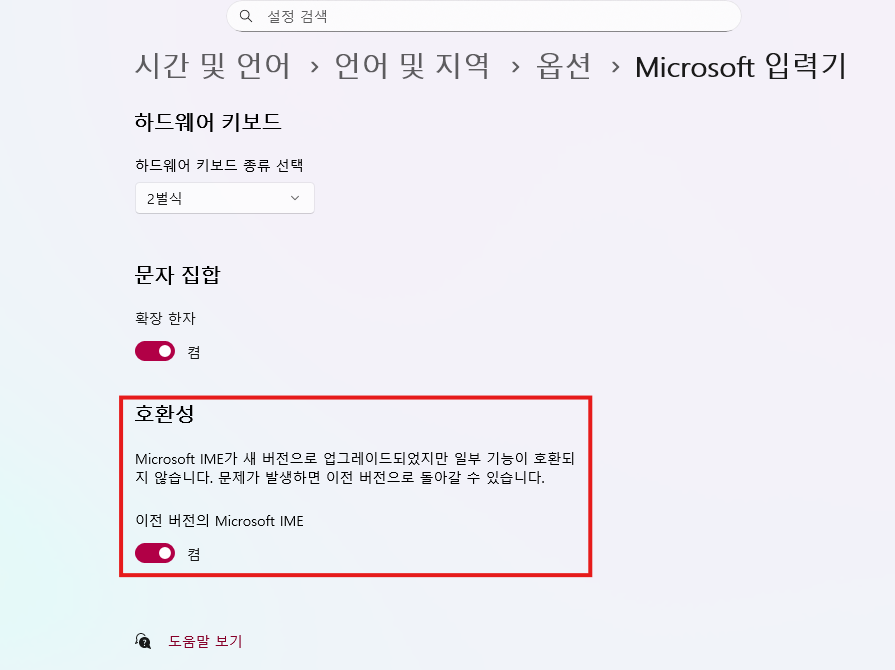 설정 검색
시간 및 언어 › 언어 및 지역 › 옵션 › Microsoft 입력기
하드웨어 키보드
하드웨어 키보드 종류 선택
2벌식
문자 집합
확장 한자
켬
호환성
Microsoft IME가 새 버전으로 업그레이드되었지만 일부 기능이 호환되
지 않습니다. 문제가 발생하면 이전 버전으로 돌아갈 수 있습니다.
이전 버전의 Microsoft IME
켬
도움말 보기